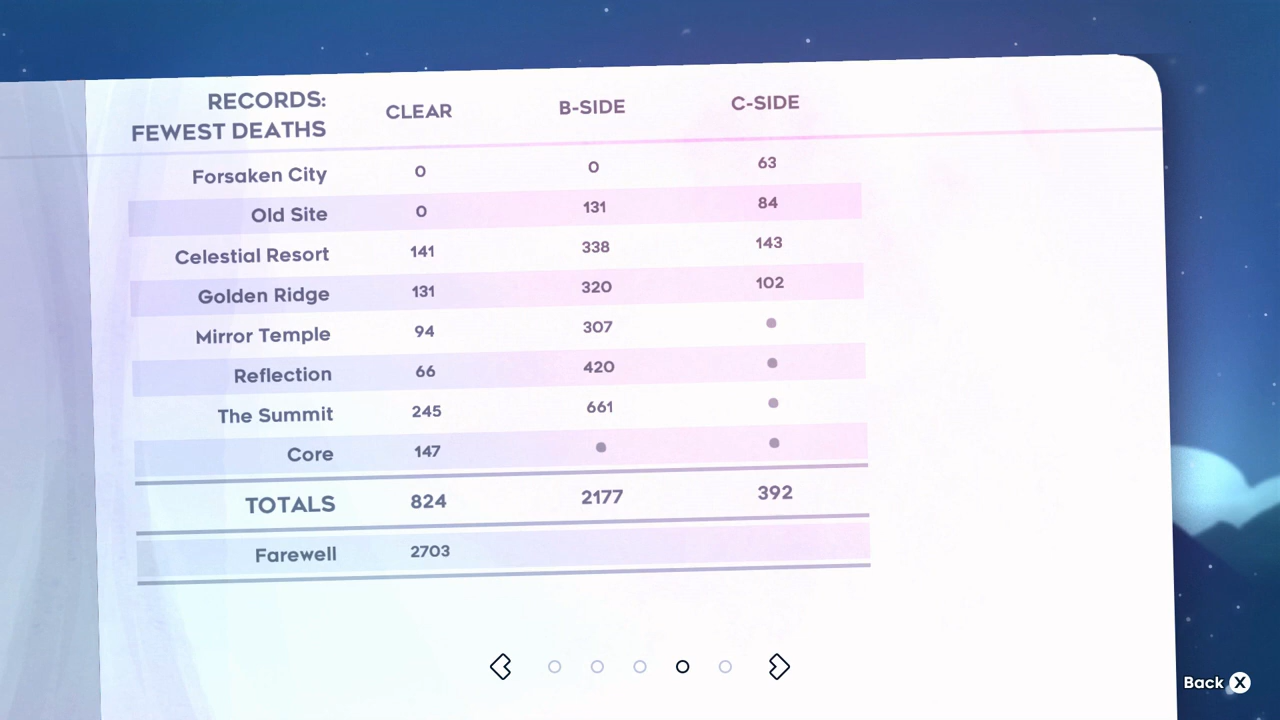 RECORDS:
FEWEST DEATHS CLEAR B-SIDE C-SIDE
Forsaken City 0 0 63
Old Site 0 131 84
Celestial Resort 141 338 143
Golden Ridge 131 320 102
Mirror Temple 94 307
Reflection 66 420
The Summit 245 661
Core 147
TOTALS 824 2177 392
Farewell 2703
Back X